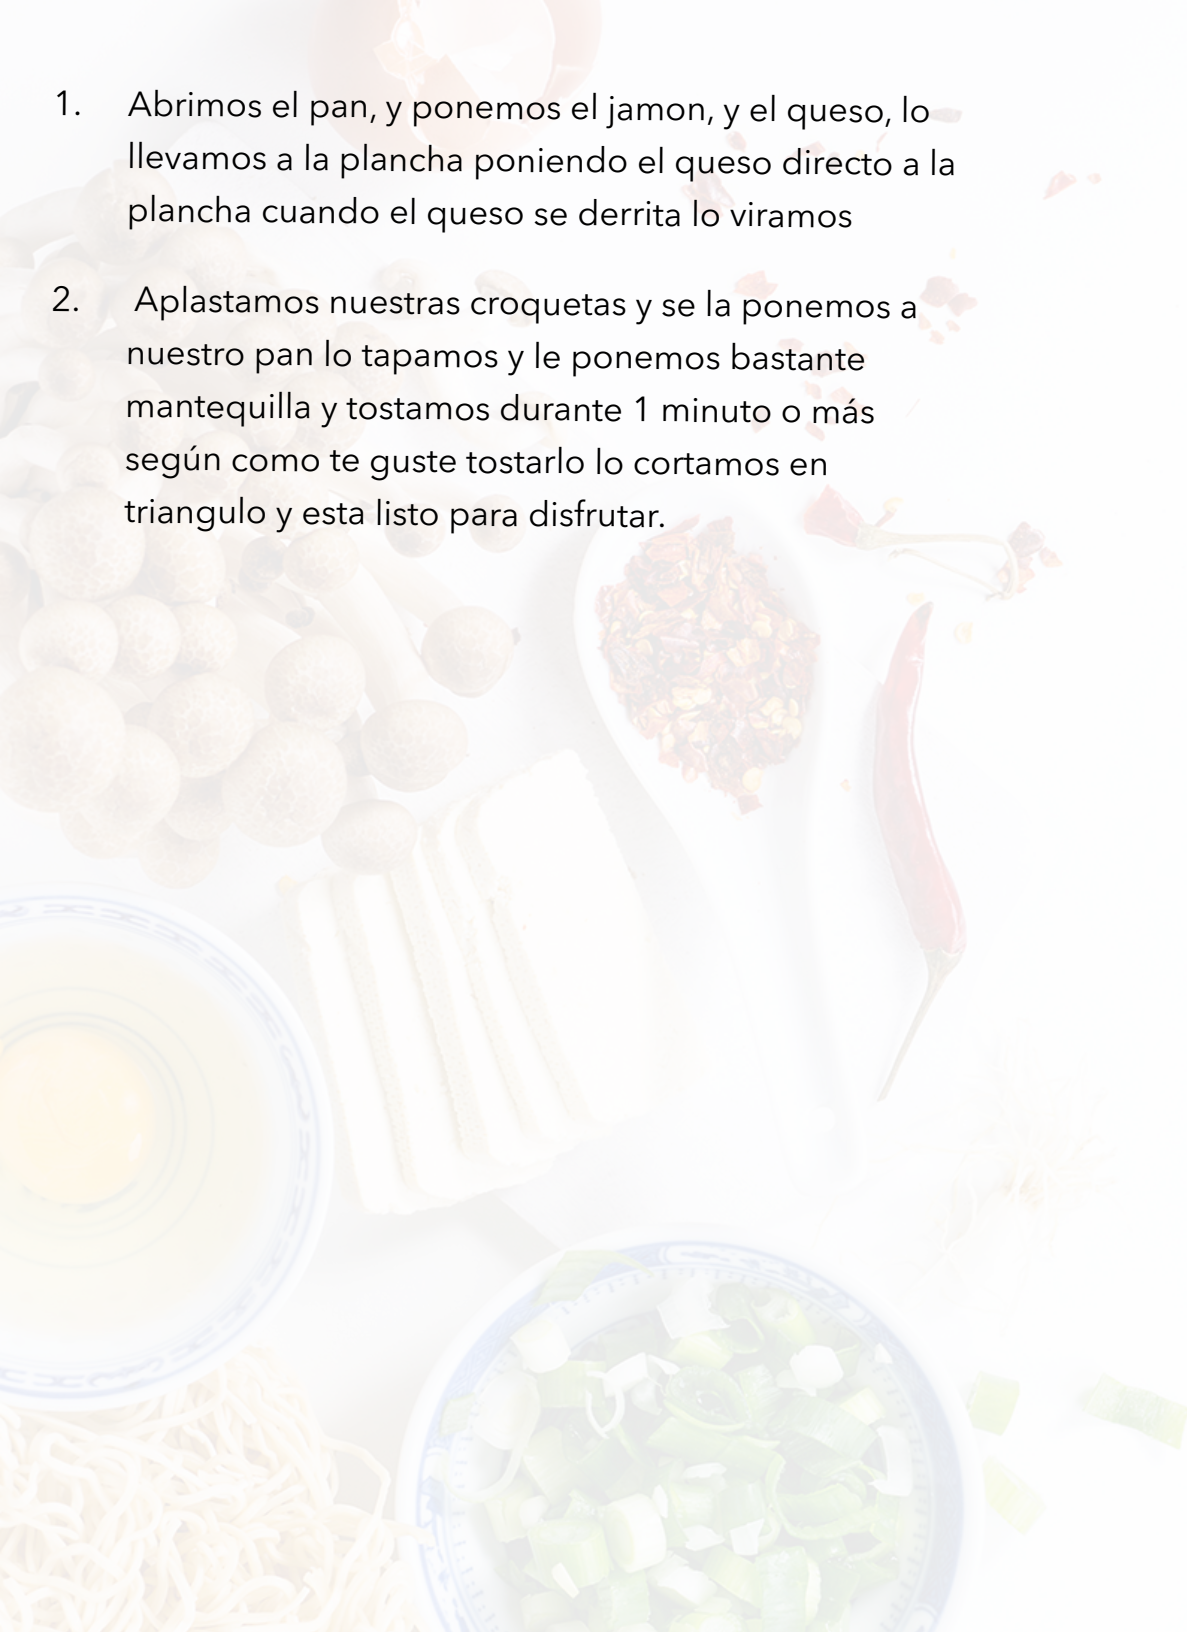 1. Abrimos el pan, y ponemos el jamon, y el queso, lo
llevamos a la plancha poniendo el queso directo a la
plancha cuando el queso se derrita lo viramos
2. Aplastamos nuestras croquetas y se la ponemos a
nuestro pan lo tapamos y le ponemos bastante
mantequilla y tostamos durante 1 minuto o más
según como te guste tostarlo lo cortamos en
triangulo y esta listo para disfrutar.